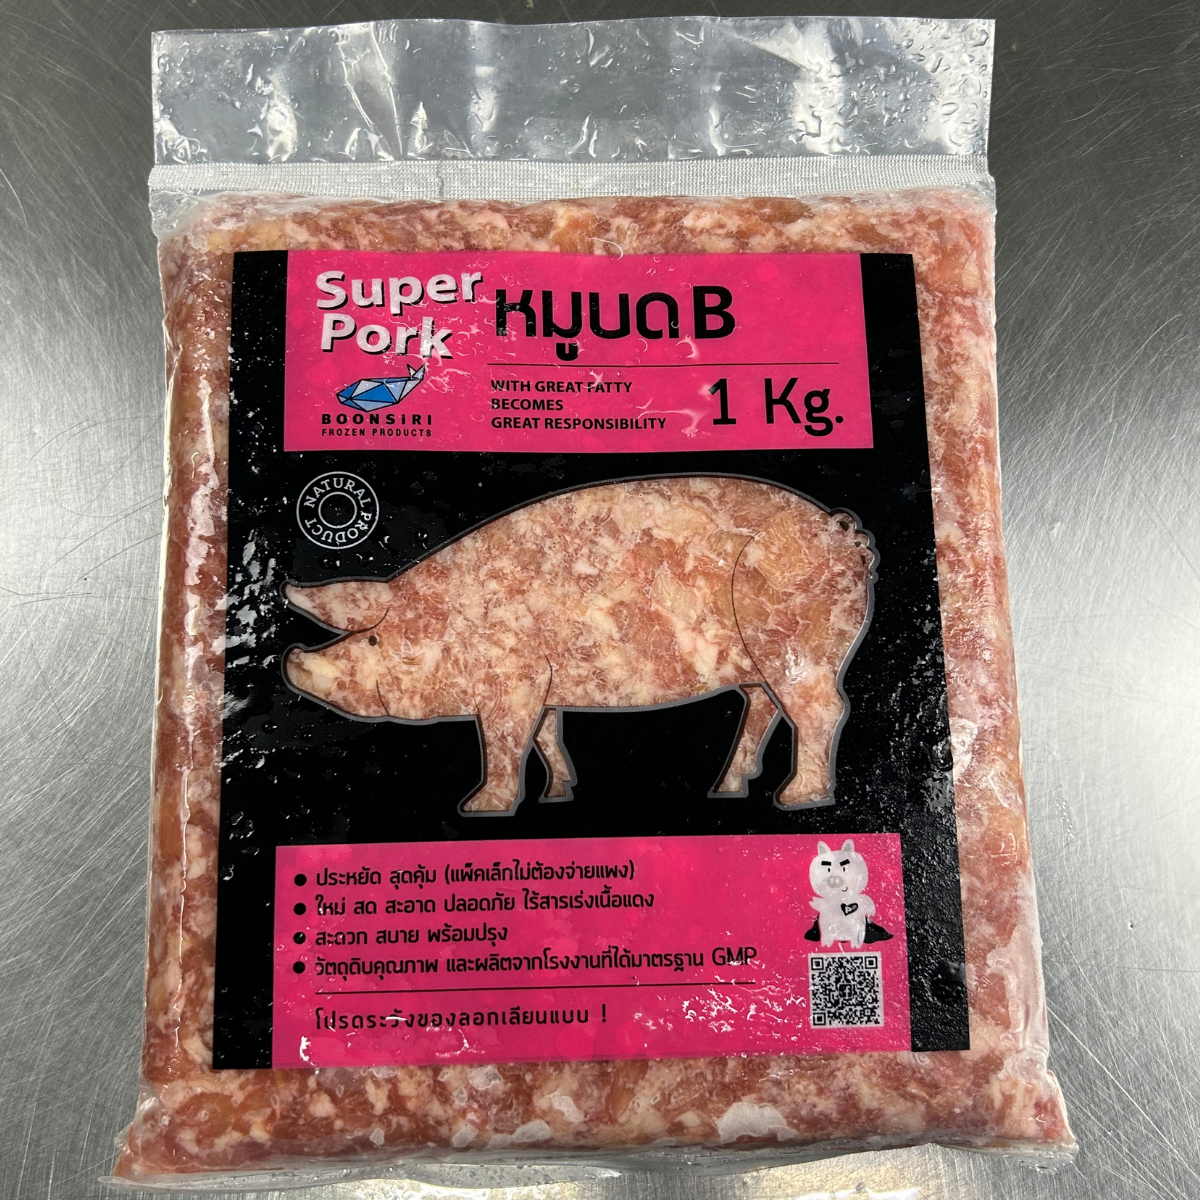 Super
Pork
BOONSIRI
FROZEN PRODUCTS
หมูบด B
WITH GREAT FATTY
BECOMES
GREAT RESPONSIBILITY
1 Kg.
NATURAL PRODUCT
• ประหยัด สุดคุ้ม (แพ็คเล็กไม่ต้องจ่ายแพง)
• ใหม่ สด สะอาด ปลอดภัย ไร้สารเร่งเนื้อแดง
• สะดวก สบาย พร้อมปรุง
• วัตถุดิบคุณภาพ และผลิตจากโรงงานที่ได้มาตรฐาน GMP
โปรดระวังของลอกเลียนแบบ !